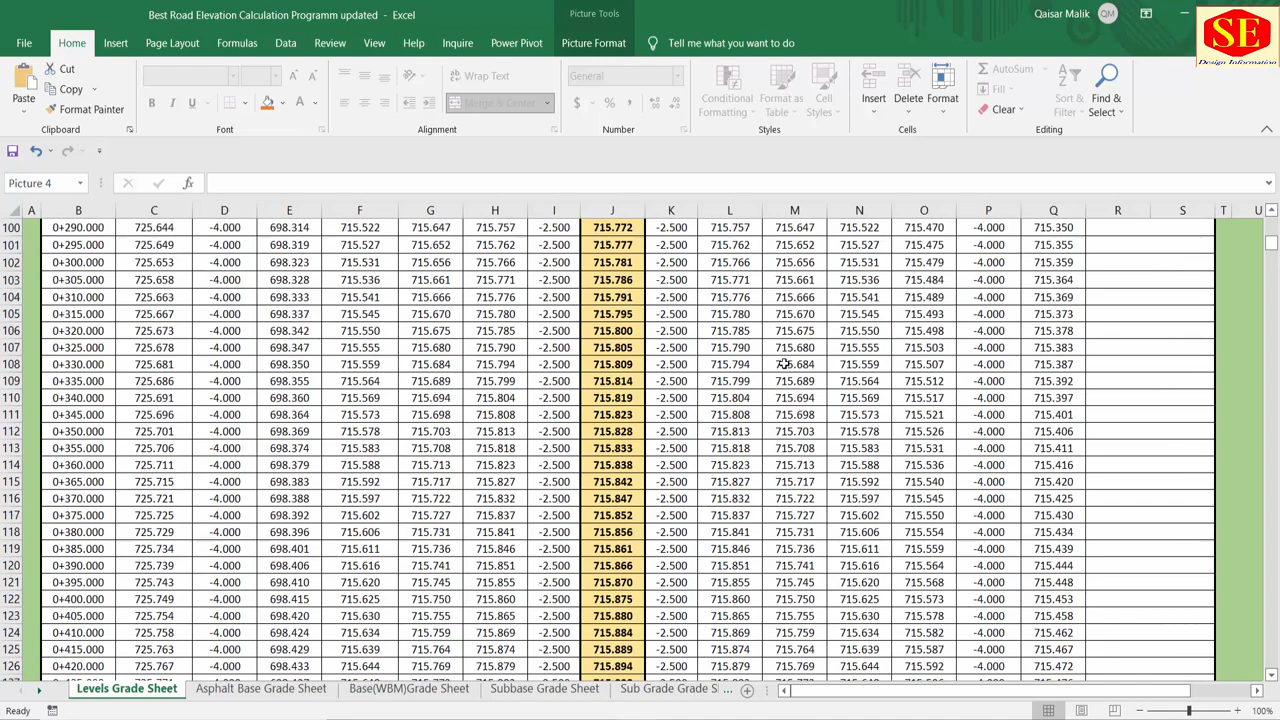 Best Road Elevation Calculation Programm updated - Excel
Picture Tools
Qaisar Malik QM
SE
Design Information
File Home Insert Page Layout Formulas Data Review View Help Inquire Power Pivot Picture Format Tell me what you want to do
Paste Cut Copy Format Painter
B I U A A A
Wrap Text
Merge & Center
General
$ %
Conditional Formatting Format as Table Cell Styles
Insert Delete Format
AutoSum Fill Clear
Sort & Filter Find & Select
Clipboard Font Alignment Number Styles Cells Editing
Picture 4 fx
A B C D E F G H I J K L M N O P Q R S T U
100 0+290.000 725.644 -4.000 698.314 715.522 715.647 715.757 -2.500 715.772 -2.500 715.757 715.647 715.522 715.470 -4.000 715.350
101 0+295.000 725.649 -4.000 698.319 715.527 715.652 715.762 -2.500 715.777 -2.500 715.762 715.652 715.527 715.475 -4.000 715.355
102 0+300.000 725.653 -4.000 698.323 715.531 715.656 715.766 -2.500 715.781 -2.500 715.766 715.656 715.531 715.479 -4.000 715.359
103 0+305.000 725.658 -4.000 698.328 715.536 715.661 715.771 -2.500 715.786 -2.500 715.771 715.661 715.536 715.484 -4.000 715.364
104 0+310.000 725.663 -4.000 698.333 715.541 715.666 715.776 -2.500 715.791 -2.500 715.776 715.666 715.541 715.489 -4.000 715.369
105 0+315.000 725.667 -4.000 698.337 715.545 715.670 715.780 -2.500 715.795 -2.500 715.780 715.670 715.545 715.493 -4.000 715.373
106 0+320.000 725.673 -4.000 698.342 715.550 715.675 715.785 -2.500 715.800 -2.500 715.785 715.675 715.550 715.498 -4.000 715.378
107 0+325.000 725.678 -4.000 698.347 715.555 715.680 715.790 -2.500 715.805 -2.500 715.790 715.680 715.555 715.503 -4.000 715.383
108 0+330.000 725.681 -4.000 698.350 715.559 715.684 715.794 -2.500 715.809 -2.500 715.794 715.684 715.559 715.507 -4.000 715.387
109 0+335.000 725.686 -4.000 698.355 715.564 715.689 715.799 -2.500 715.814 -2.500 715.799 715.689 715.564 715.512 -4.000 715.392
110 0+340.000 725.691 -4.000 698.360 715.569 715.694 715.804 -2.500 715.819 -2.500 715.804 715.694 715.569 715.517 -4.000 715.397
111 0+345.000 725.696 -4.000 698.364 715.573 715.698 715.808 -2.500 715.823 -2.500 715.808 715.698 715.573 715.521 -4.000 715.401
112 0+350.000 725.701 -4.000 698.369 715.578 715.703 715.813 -2.500 715.828 -2.500 715.813 715.703 715.578 715.526 -4.000 715.406
113 0+355.000 725.706 -4.000 698.374 715.583 715.708 715.818 -2.500 715.833 -2.500 715.818 715.708 715.583 715.531 -4.000 715.411
114 0+360.000 725.711 -4.000 698.379 715.588 715.713 715.823 -2.500 715.838 -2.500 715.823 715.713 715.588 715.536 -4.000 715.416
115 0+365.000 725.715 -4.000 698.383 715.592 715.717 715.827 -2.500 715.842 -2.500 715.827 715.717 715.592 715.540 -4.000 715.420
116 0+370.000 725.721 -4.000 698.388 715.597 715.722 715.832 -2.500 715.847 -2.500 715.832 715.722 715.597 715.545 -4.000 715.425
117 0+375.000 725.725 -4.000 698.392 715.602 715.727 715.837 -2.500 715.852 -2.500 715.837 715.727 715.602 715.550 -4.000 715.430
118 0+380.000 725.729 -4.000 698.396 715.606 715.731 715.841 -2.500 715.856 -2.500 715.841 715.731 715.606 715.554 -4.000 715.434
119 0+385.000 725.734 -4.000 698.401 715.611 715.736 715.846 -2.500 715.861 -2.500 715.846 715.736 715.611 715.559 -4.000 715.439
120 0+390.000 725.739 -4.000 698.406 715.616 715.741 715.851 -2.500 715.866 -2.500 715.851 715.741 715.616 715.564 -4.000 715.444
121 0+395.000 725.743 -4.000 698.410 715.620 715.745 715.855 -2.500 715.870 -2.500 715.855 715.745 715.620 715.568 -4.000 715.448
122 0+400.000 725.749 -4.000 698.415 715.625 715.750 715.860 -2.500 715.875 -2.500 715.860 715.750 715.625 715.573 -4.000 715.453
123 0+405.000 725.754 -4.000 698.420 715.630 715.755 715.865 -2.500 715.880 -2.500 715.865 715.755 715.630 715.578 -4.000 715.458
124 0+410.000 725.758 -4.000 698.424 715.634 715.759 715.869 -2.500 715.884 -2.500 715.869 715.759 715.634 715.582 -4.000 715.462
125 0+415.000 725.763 -4.000 698.429 715.639 715.764 715.874 -2.500 715.889 -2.500 715.874 715.764 715.639 715.587 -4.000 715.467
126 0+420.000 725.767 -4.000 698.433 715.644 715.769 715.879 -2.500 715.894 -2.500 715.879 715.769 715.644 715.592 -4.000 715.472
Levels Grade Sheet Asphalt Base Grade Sheet Base(WBM)Grade Sheet Subbase Grade Sheet Sub Grade Grade S ...
Ready 100%